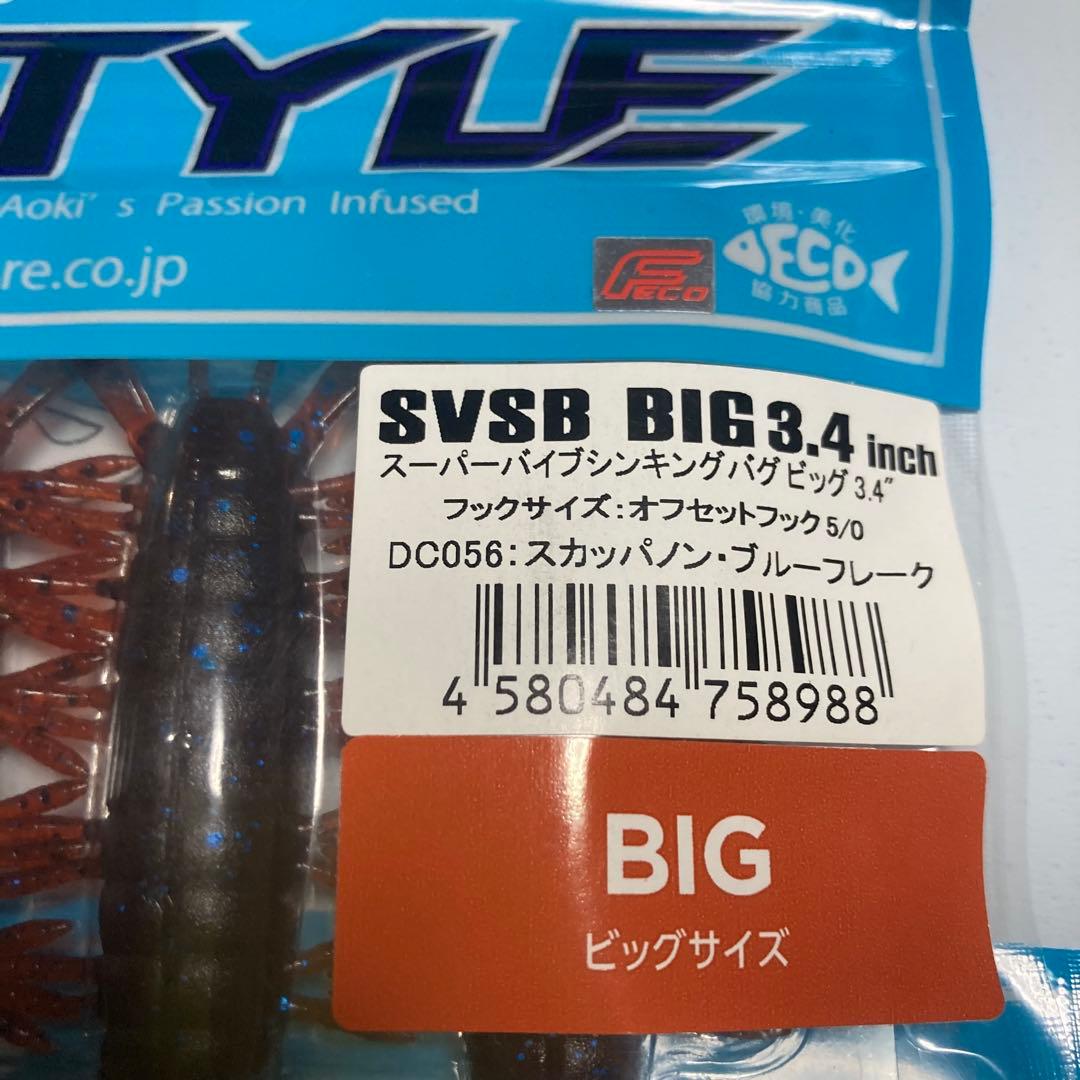 TYLE
Aoki's Passion Infused
re.co.jp
Feco
環境・美化
ECO
協力商品
SVSB BIG 3.4 inch
スーパーバイブシンキングバグ ビッグ 3.4"
フックサイズ：オフセットフック 5/0
DC056：スカッパノン・ブルーフレーク
4 580484 758988
BIG
ビッグサイズ